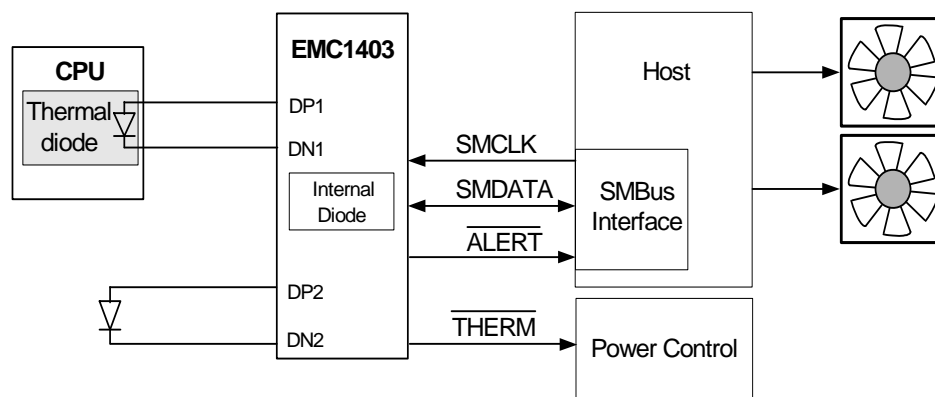 CPU
Thermal
diode
EMC1403
DP1
DN1
Internal
Diode
DP2
DN2
SMCLK
SMDATA
ALERT
THERM
Host
SMBus
Interface
Power Control